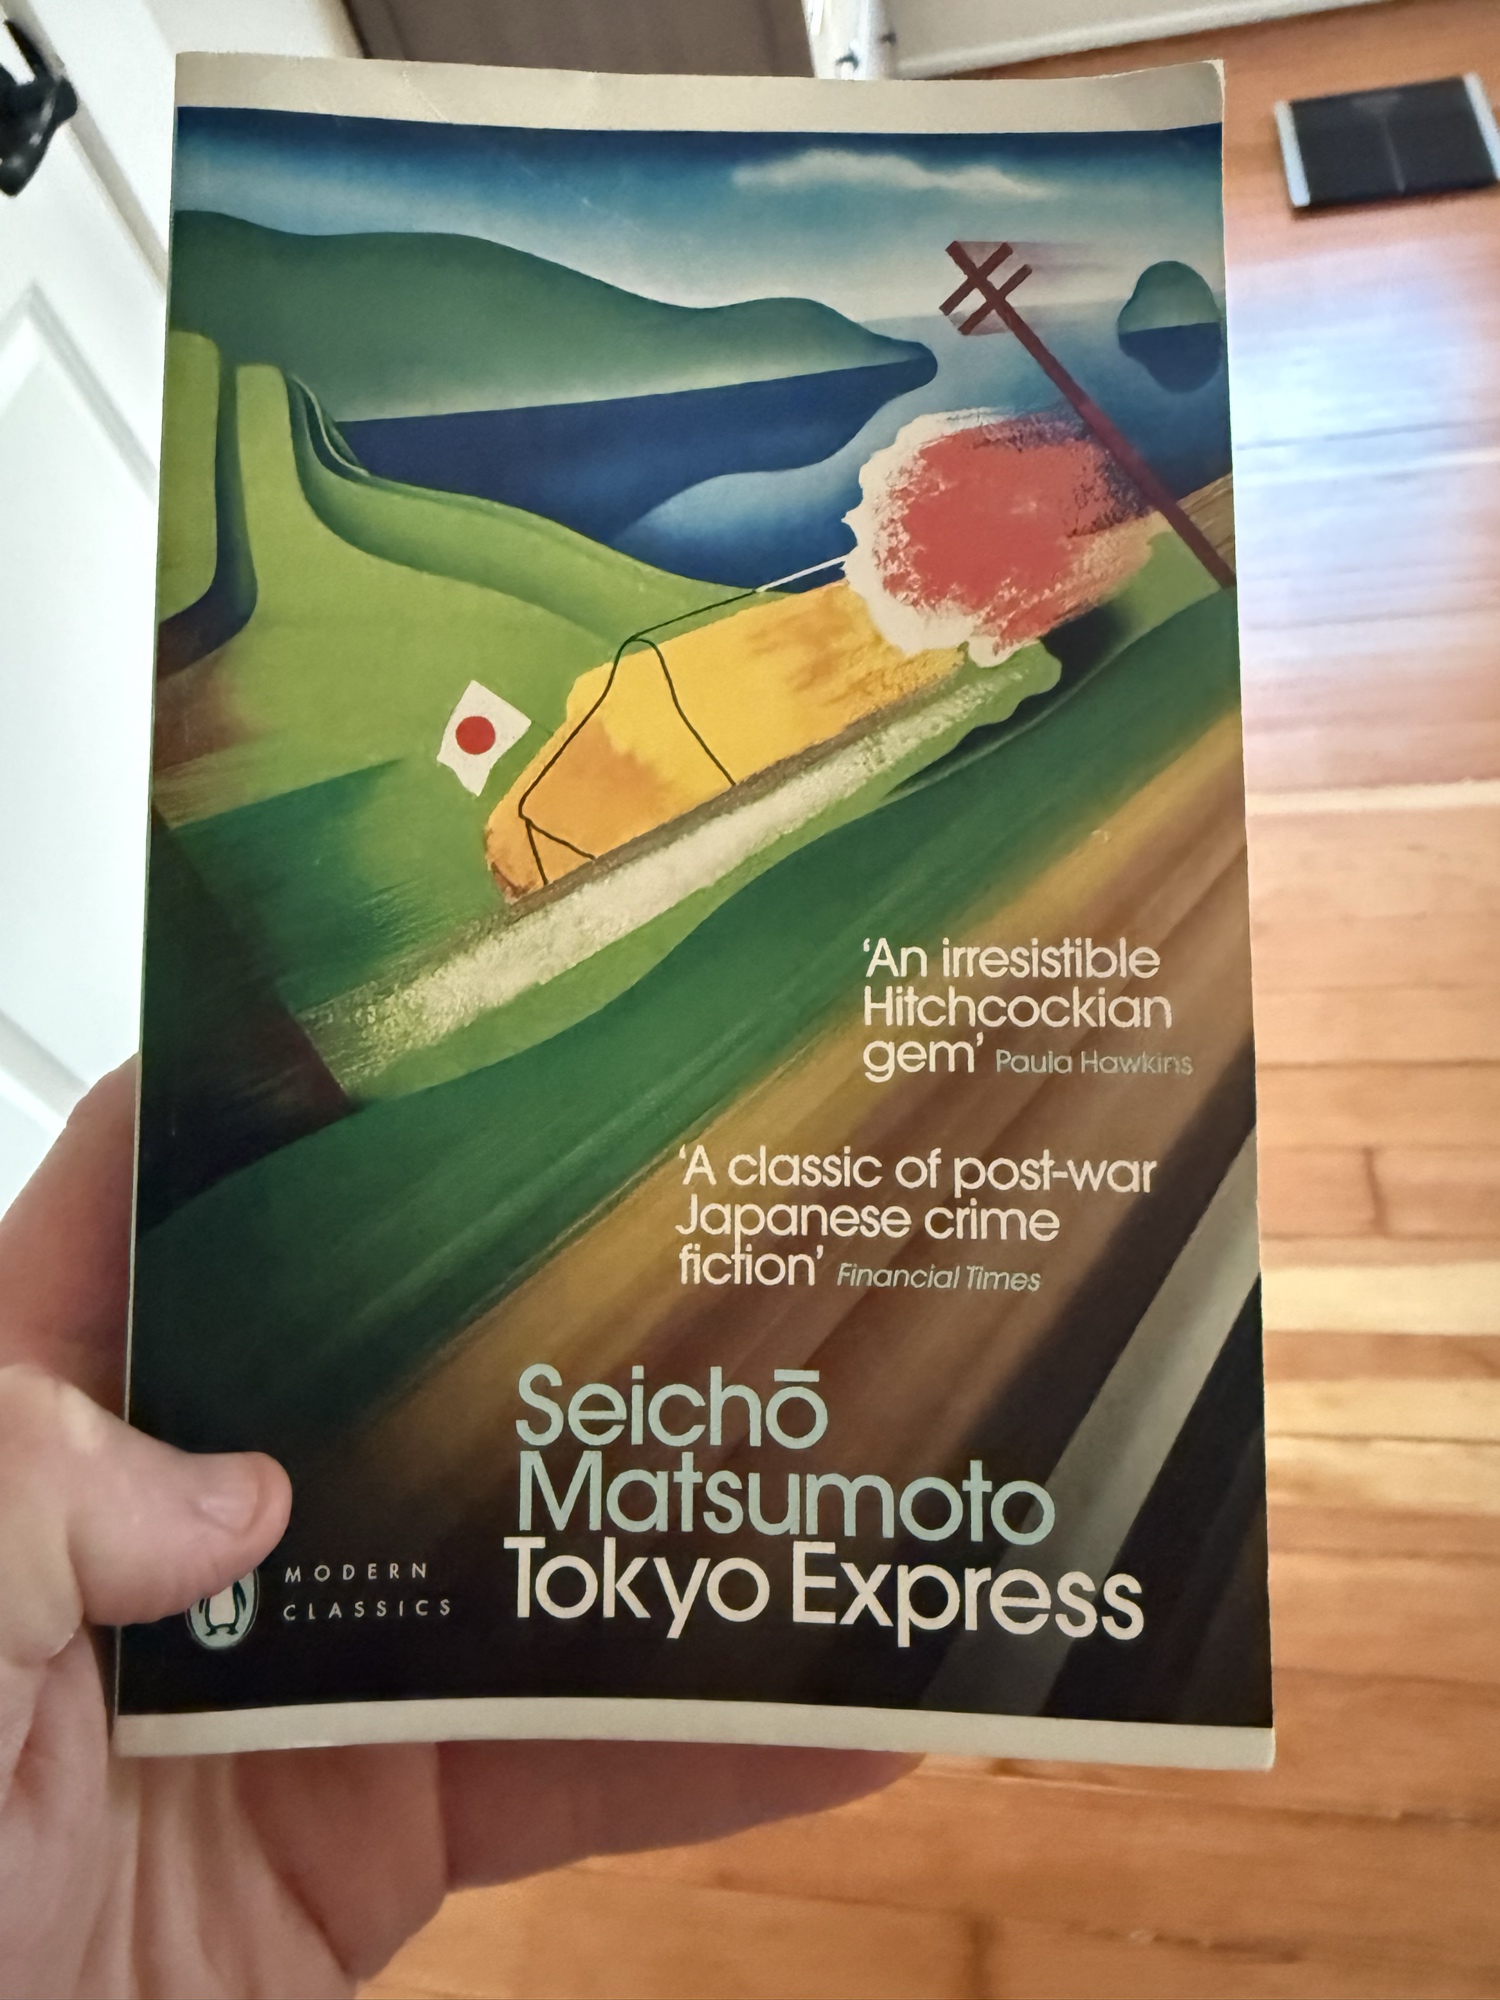 ‘An irresistible
Hitchcockian
gem’ Paula Hawkins
‘A classic of post-war
Japanese crime
fiction’ Financial Times
Seichō
Matsumoto
Tokyo Express
MODERN
CLASSICS